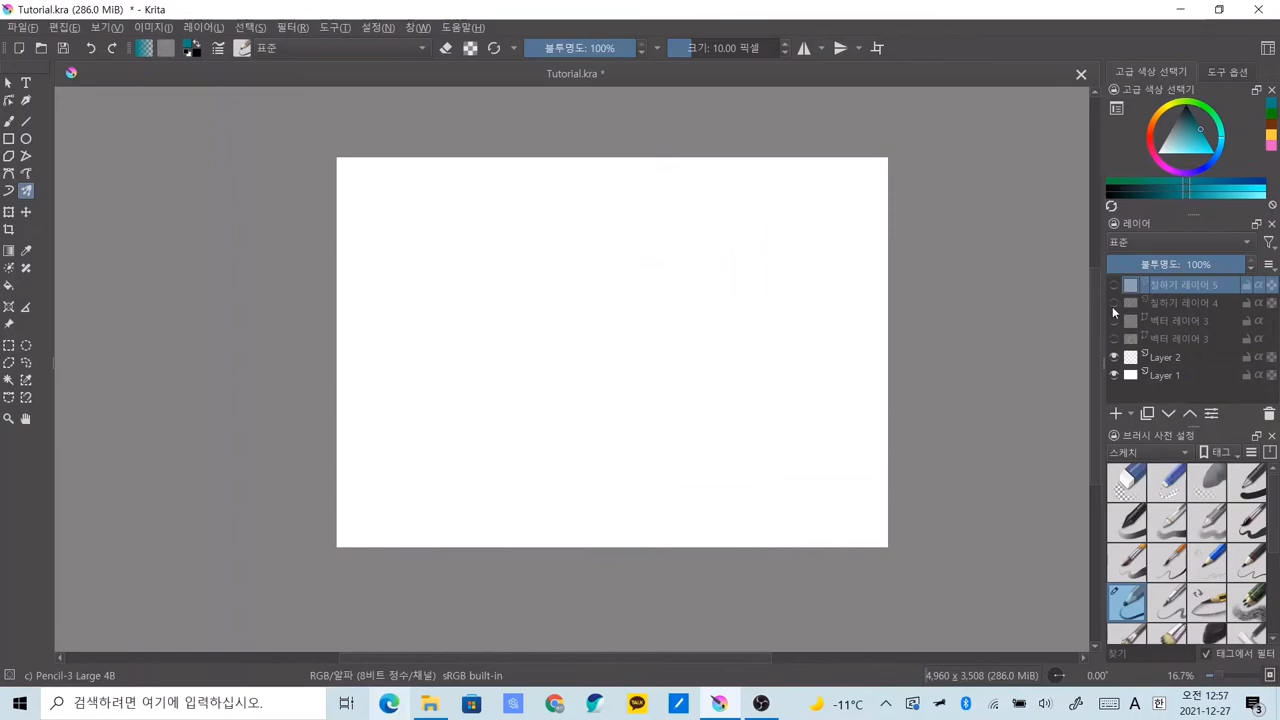 Tutorial.kra (286.0 MiB) * - Krita
파일(F) 편집(E) 보기(V) 이미지(I) 레이어(L) 선택(S) 필터(R) 도구(T) 설정(N) 창(W) 도움말(H)
표준 불투명도: 100% 크기: 10.00 픽셀
Tutorial.kra *
고급 색상 선택기 도구 옵션
고급 색상 선택기
레이어
표준
불투명도: 100%
칠하기 레이어 5
칠하기 레이어 4
벡터 레이어 3
벡터 레이어 3
Layer 2
Layer 1
브러시 사전 설정
스케치 태그
찾기 태그에서 필터
c) Pencil-3 Large 4B RGB/알파 (8비트 정수/채널) sRGB built-in 4,960 x 3,508 (286.0 MiB) 0.00° 16.7%
검색하려면 여기에 입력하십시오. TALK -11°C A 한 오전 12:57
2021-12-27 3